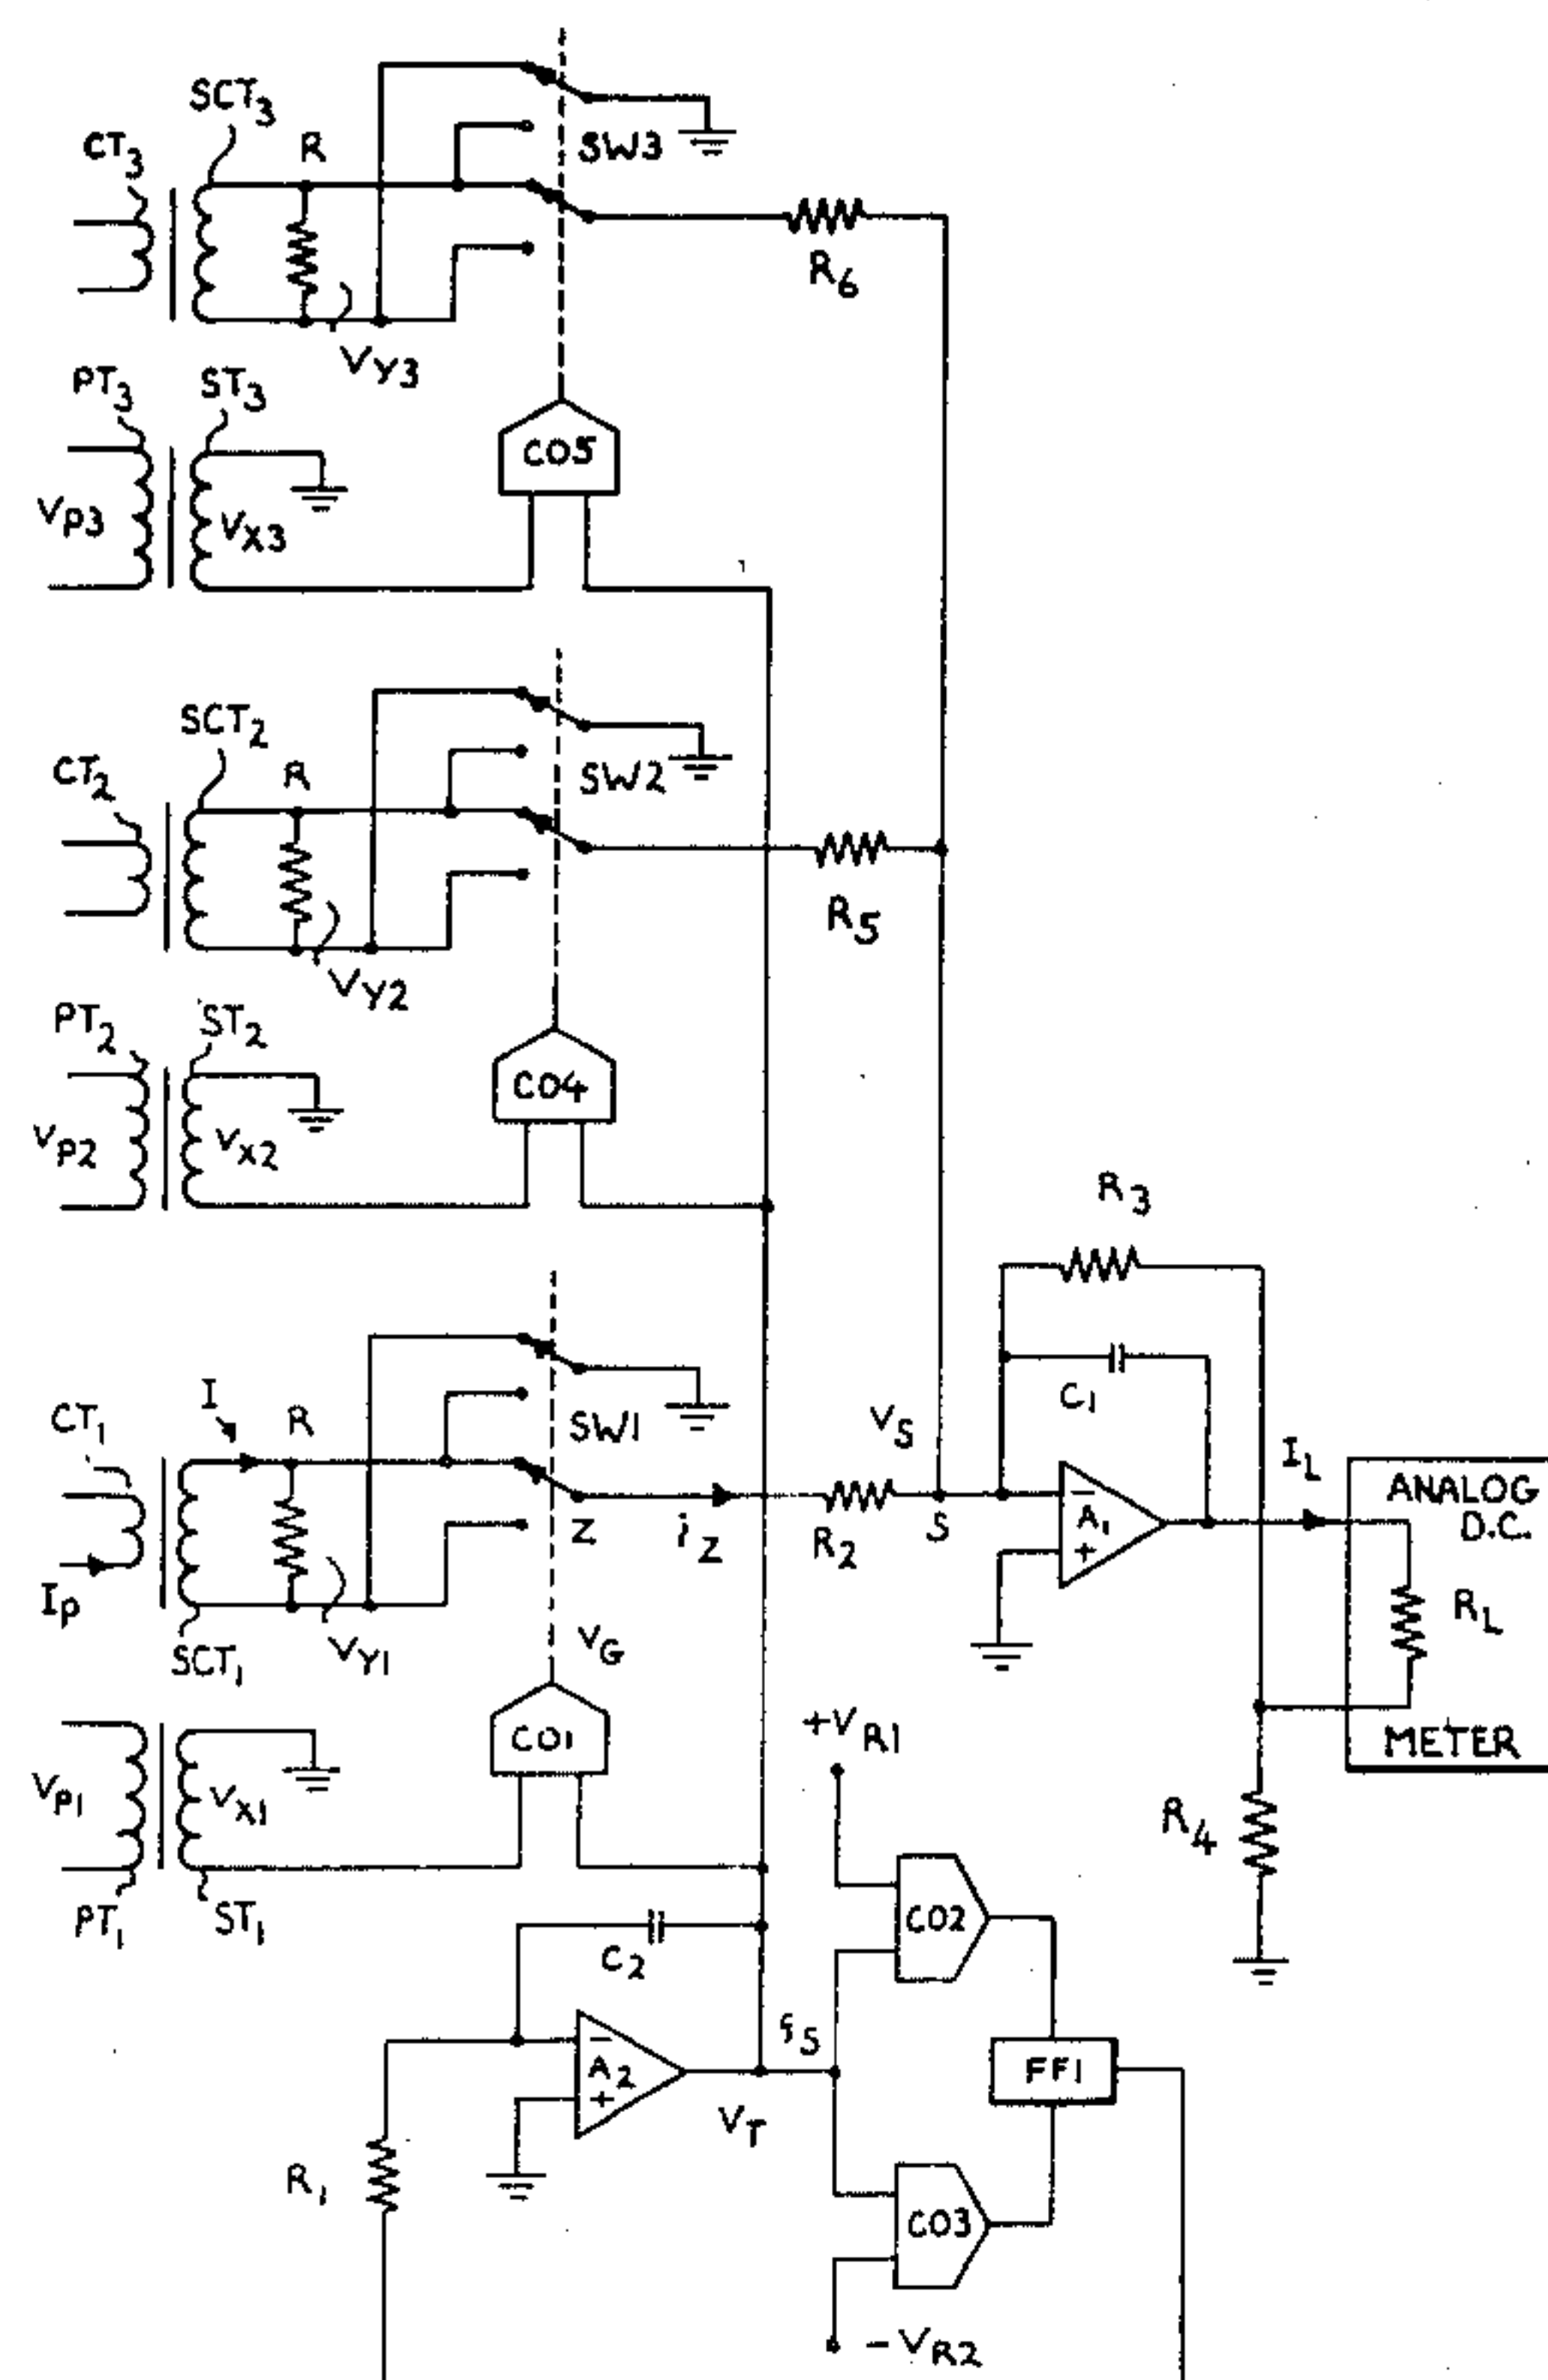 SCT3
CT3
R
SW3
R6
VY3
PT3
ST3
CO5
VP3
VX3
SCT2
CT2
R
SW2
R5
VY2
PT2
ST2
CO4
VP2
VX2
R3
I
CT1
R
SW1
VS
C1
IL
ANALOG
D.C.
Z
iZ
R2
S
A1
-
+
IP
RL
SCT1
VY1
VG
+VR1
CO1
METER
VP1
VX1
R4
PT1
ST1
C2
CO2
fS
-
A2
+
FF1
VT
R1
CO3
-VR2